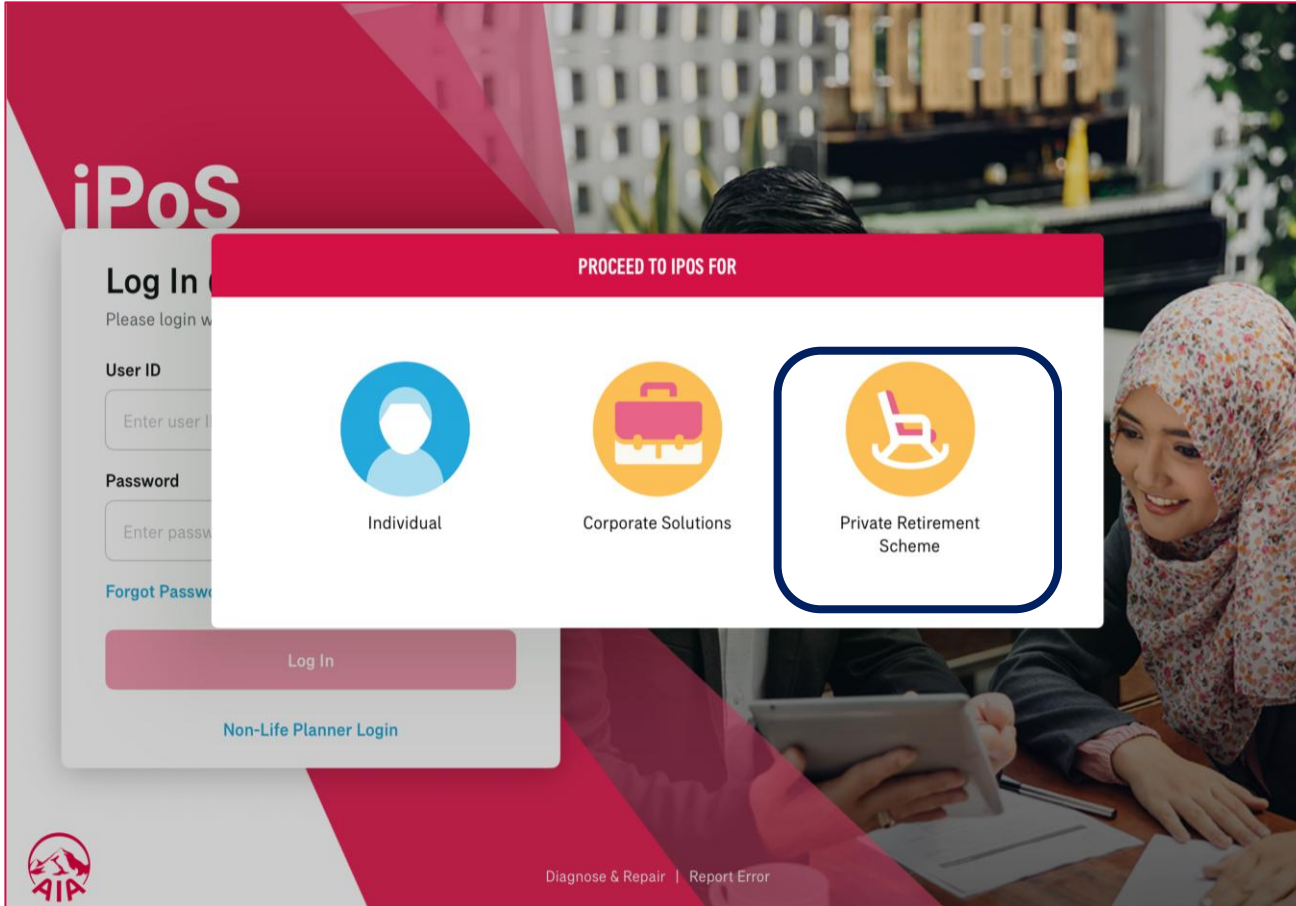 iPoS
Log In
Please login w
User ID
Enter user I
Password
Enter passw
Forgot Passwo
Log In
Non-Life Planner Login
PROCEED TO IPOS FOR
Individual
Corporate Solutions
Private Retirement
Scheme
AIA
Diagnose & Repair | Report Error